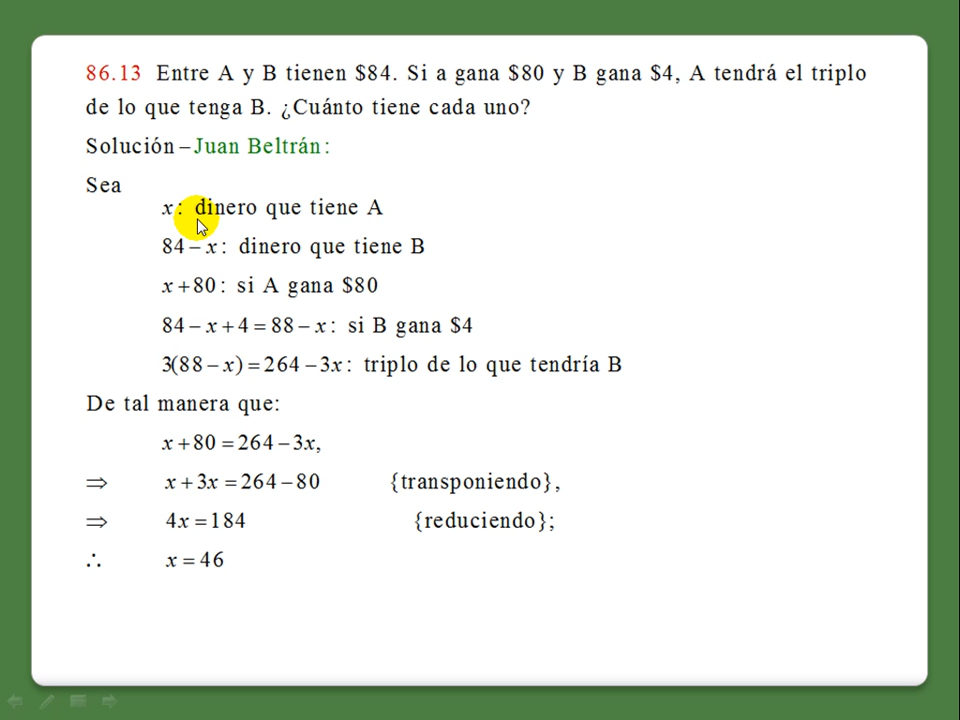 86.13 Entre A y B tienen $84. Si a gana $80 y B gana $4, A tendrá el triplo
de lo que tenga B. ¿Cuánto tiene cada uno?
Solución – Juan Beltrán:
Sea
x: dinero que tiene A
84 – x: dinero que tiene B
x + 80: si A gana $80
84 – x + 4 = 88 – x: si B gana $4
3(88 – x) = 264 – 3x: triplo de lo que tendría B
De tal manera que:
x + 80 = 264 – 3x,
⇒ x + 3x = 264 – 80 {transponiendo},
⇒ 4x = 184 {reduciendo};
∴ x = 46